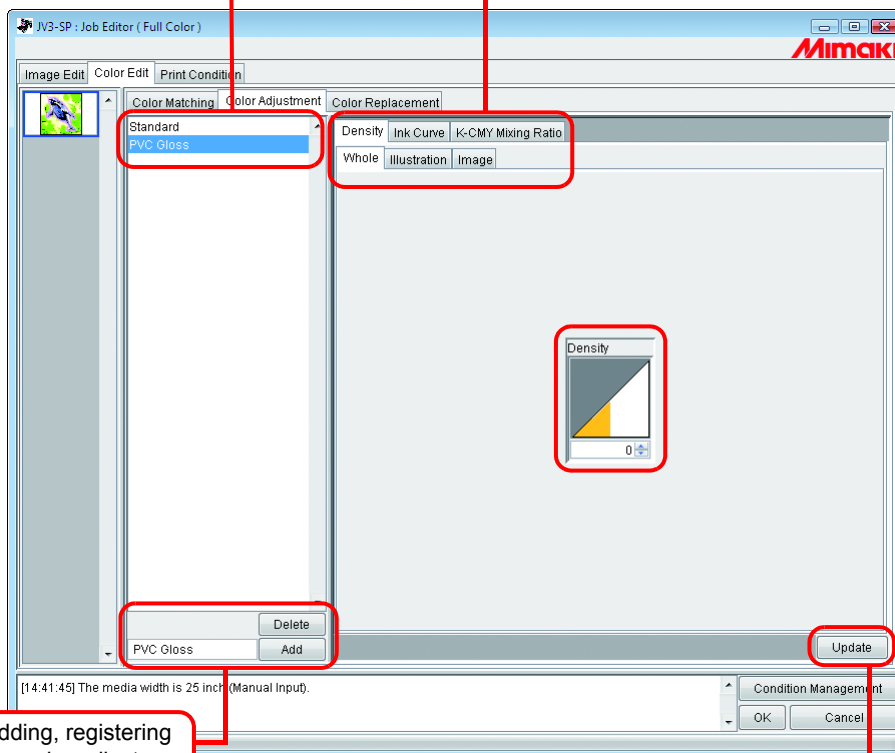 JV3-SP : Job Editor ( Full Color )
Mimaki
Image Edit Color Edit Print Condition
Color Matching Color Adjustment Color Replacement
Standard
PVC Gloss
Density Ink Curve K-CMY Mixing Ratio
Whole Illustration Image
Density
0
Delete
PVC Gloss Add
Update
[14:41:45] The media width is 25 inch (Manual Input).
Condition Management
OK Cancel
dding, registering